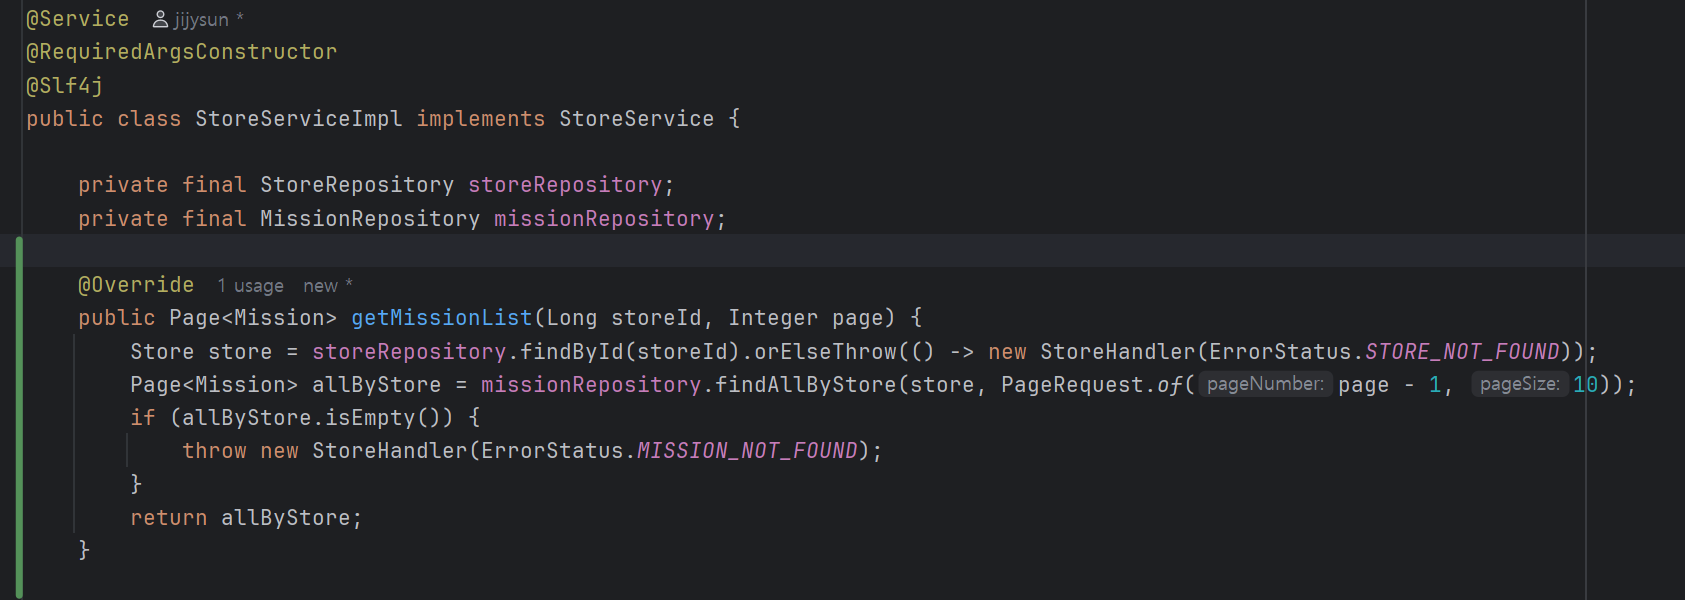 @Service jijysun *
@RequiredArgsConstructor
@Slf4j
public class StoreServiceImpl implements StoreService {
private final StoreRepository storeRepository;
private final MissionRepository missionRepository;
@Override 1 usage new *
public Page<Mission> getMissionList(Long storeId, Integer page) {
Store store = storeRepository.findById(storeId).orElseThrow(() -> new StoreHandler(ErrorStatus.STORE_NOT_FOUND));
Page<Mission> allByStore = missionRepository.findAllByStore(store, PageRequest.of( pageNumber: page - 1, pageSize: 10));
if (allByStore.isEmpty()) {
throw new StoreHandler(ErrorStatus.MISSION_NOT_FOUND);
}
return allByStore;
}